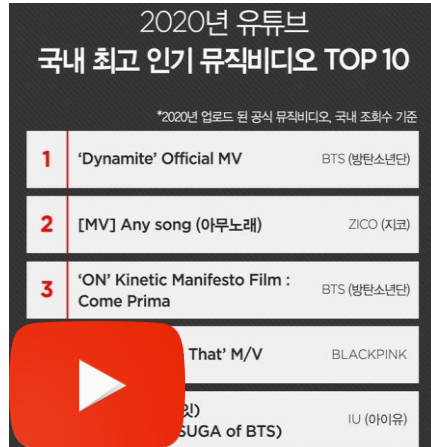 2020년 유튜브
국내 최고 인기 뮤직비디오 TOP 10
*2020년 업로드 된 공식 뮤직비디오, 국내 조회수 기준
1 'Dynamite' Official MV BTS (방탄소년단)
2 [MV] Any song (아무노래) ZICO (지코)
3 'ON' Kinetic Manifesto Film :
Come Prima BTS (방탄소년단)
That' M/V BLACKPINK
IU (아이유)
SUGA of BTS)